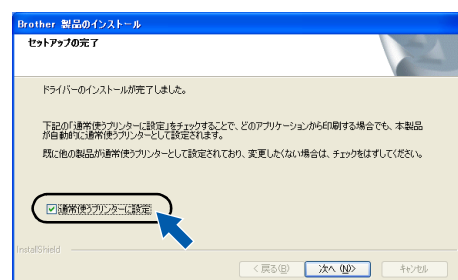 Brother 製品のインストール
セットアップの完了
ドライバーのインストールが完了しました。
下記の「通常使うプリンターに設定」をチェックすることで、どのアプリケーションから印刷する場合でも、本製品
が自動的に通常使うプリンターとして設定されます。
既に他の製品が通常使うプリンターとして設定されており、変更したくない場合は、チェックをはずしてください。
通常使うプリンターに設定
InstallShield
< 戻る(B)
次へ (N)>
キャンセル